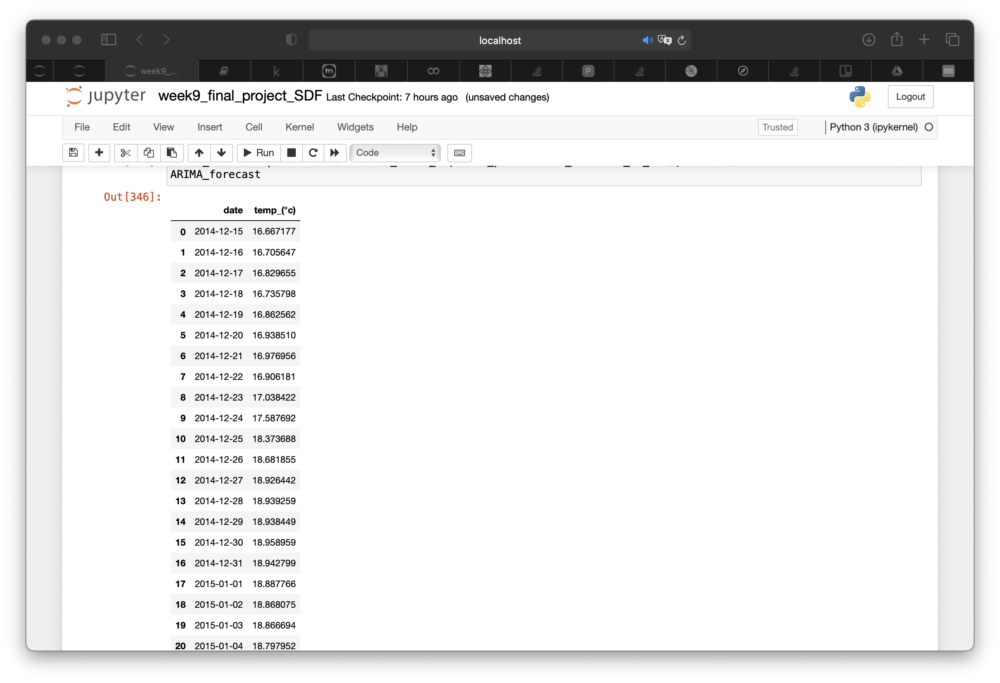 localhost
week9_...
jupyter week9_final_project_SDF Last Checkpoint: 7 hours ago (unsaved changes)
Logout
File Edit View Insert Cell Kernel Widgets Help
Trusted
Python 3 (ipykernel)
Run
Code
ARIMA_forecast
Out[346]:
date temp_(°c)
0 2014-12-15 16.667177
1 2014-12-16 16.705647
2 2014-12-17 16.829655
3 2014-12-18 16.735798
4 2014-12-19 16.862562
5 2014-12-20 16.938510
6 2014-12-21 16.976956
7 2014-12-22 16.906181
8 2014-12-23 17.038422
9 2014-12-24 17.587692
10 2014-12-25 18.373688
11 2014-12-26 18.681855
12 2014-12-27 18.926442
13 2014-12-28 18.939259
14 2014-12-29 18.938449
15 2014-12-30 18.958959
16 2014-12-31 18.942799
17 2015-01-01 18.887766
18 2015-01-02 18.868075
19 2015-01-03 18.866694
20 2015-01-04 18.797952